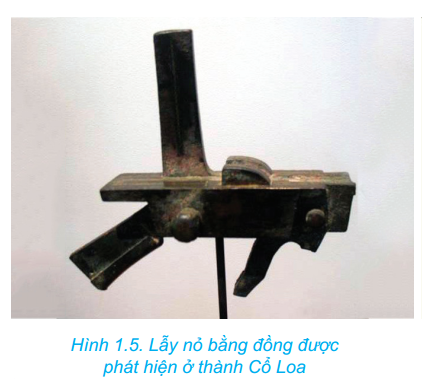 Hình 1.5. Lẫy nỏ bằng đồng được
phát hiện ở thành Cổ Loa